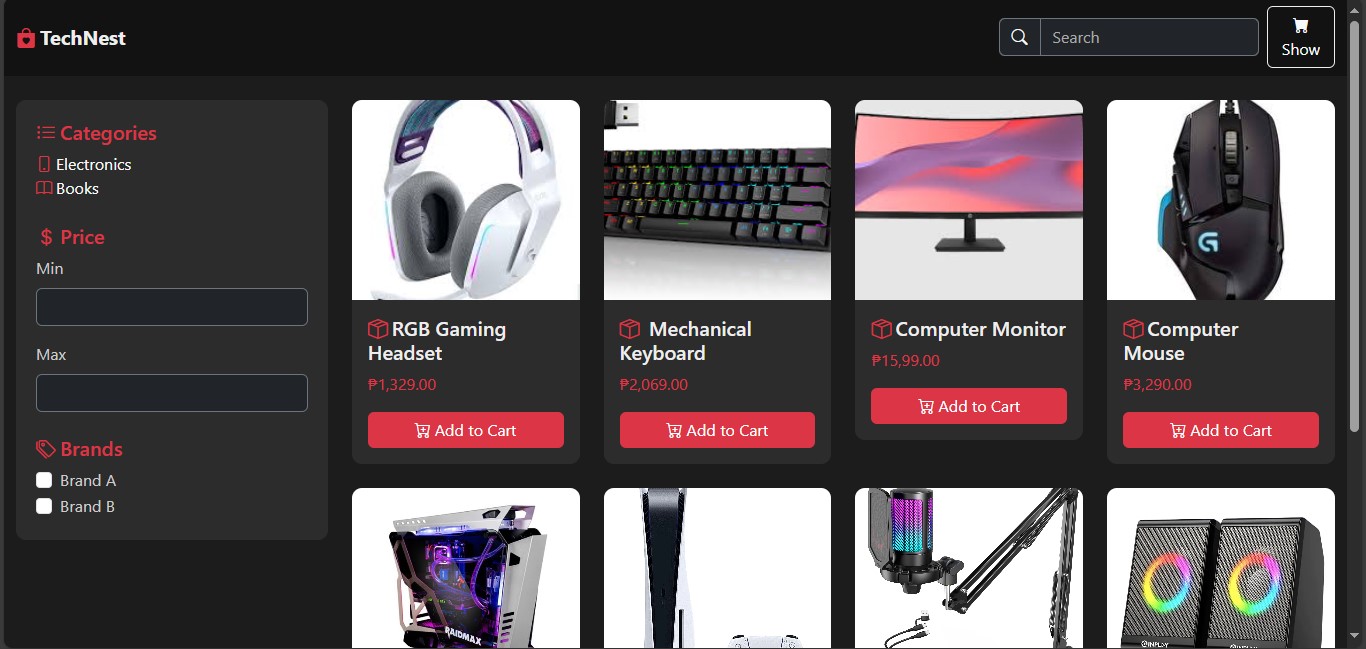 TechNest
Search
Show
Categories
Electronics
Books
$ Price
Min
Max
Brands
Brand A
Brand B
RGB Gaming
Headset
₱1,329.00
Add to Cart
Mechanical
Keyboard
₱2,069.00
Add to Cart
Computer Monitor
₱15,99.00
Add to Cart
G
Computer
Mouse
₱3,290.00
Add to Cart
RAIDMAX
INPLAY
INPLAY